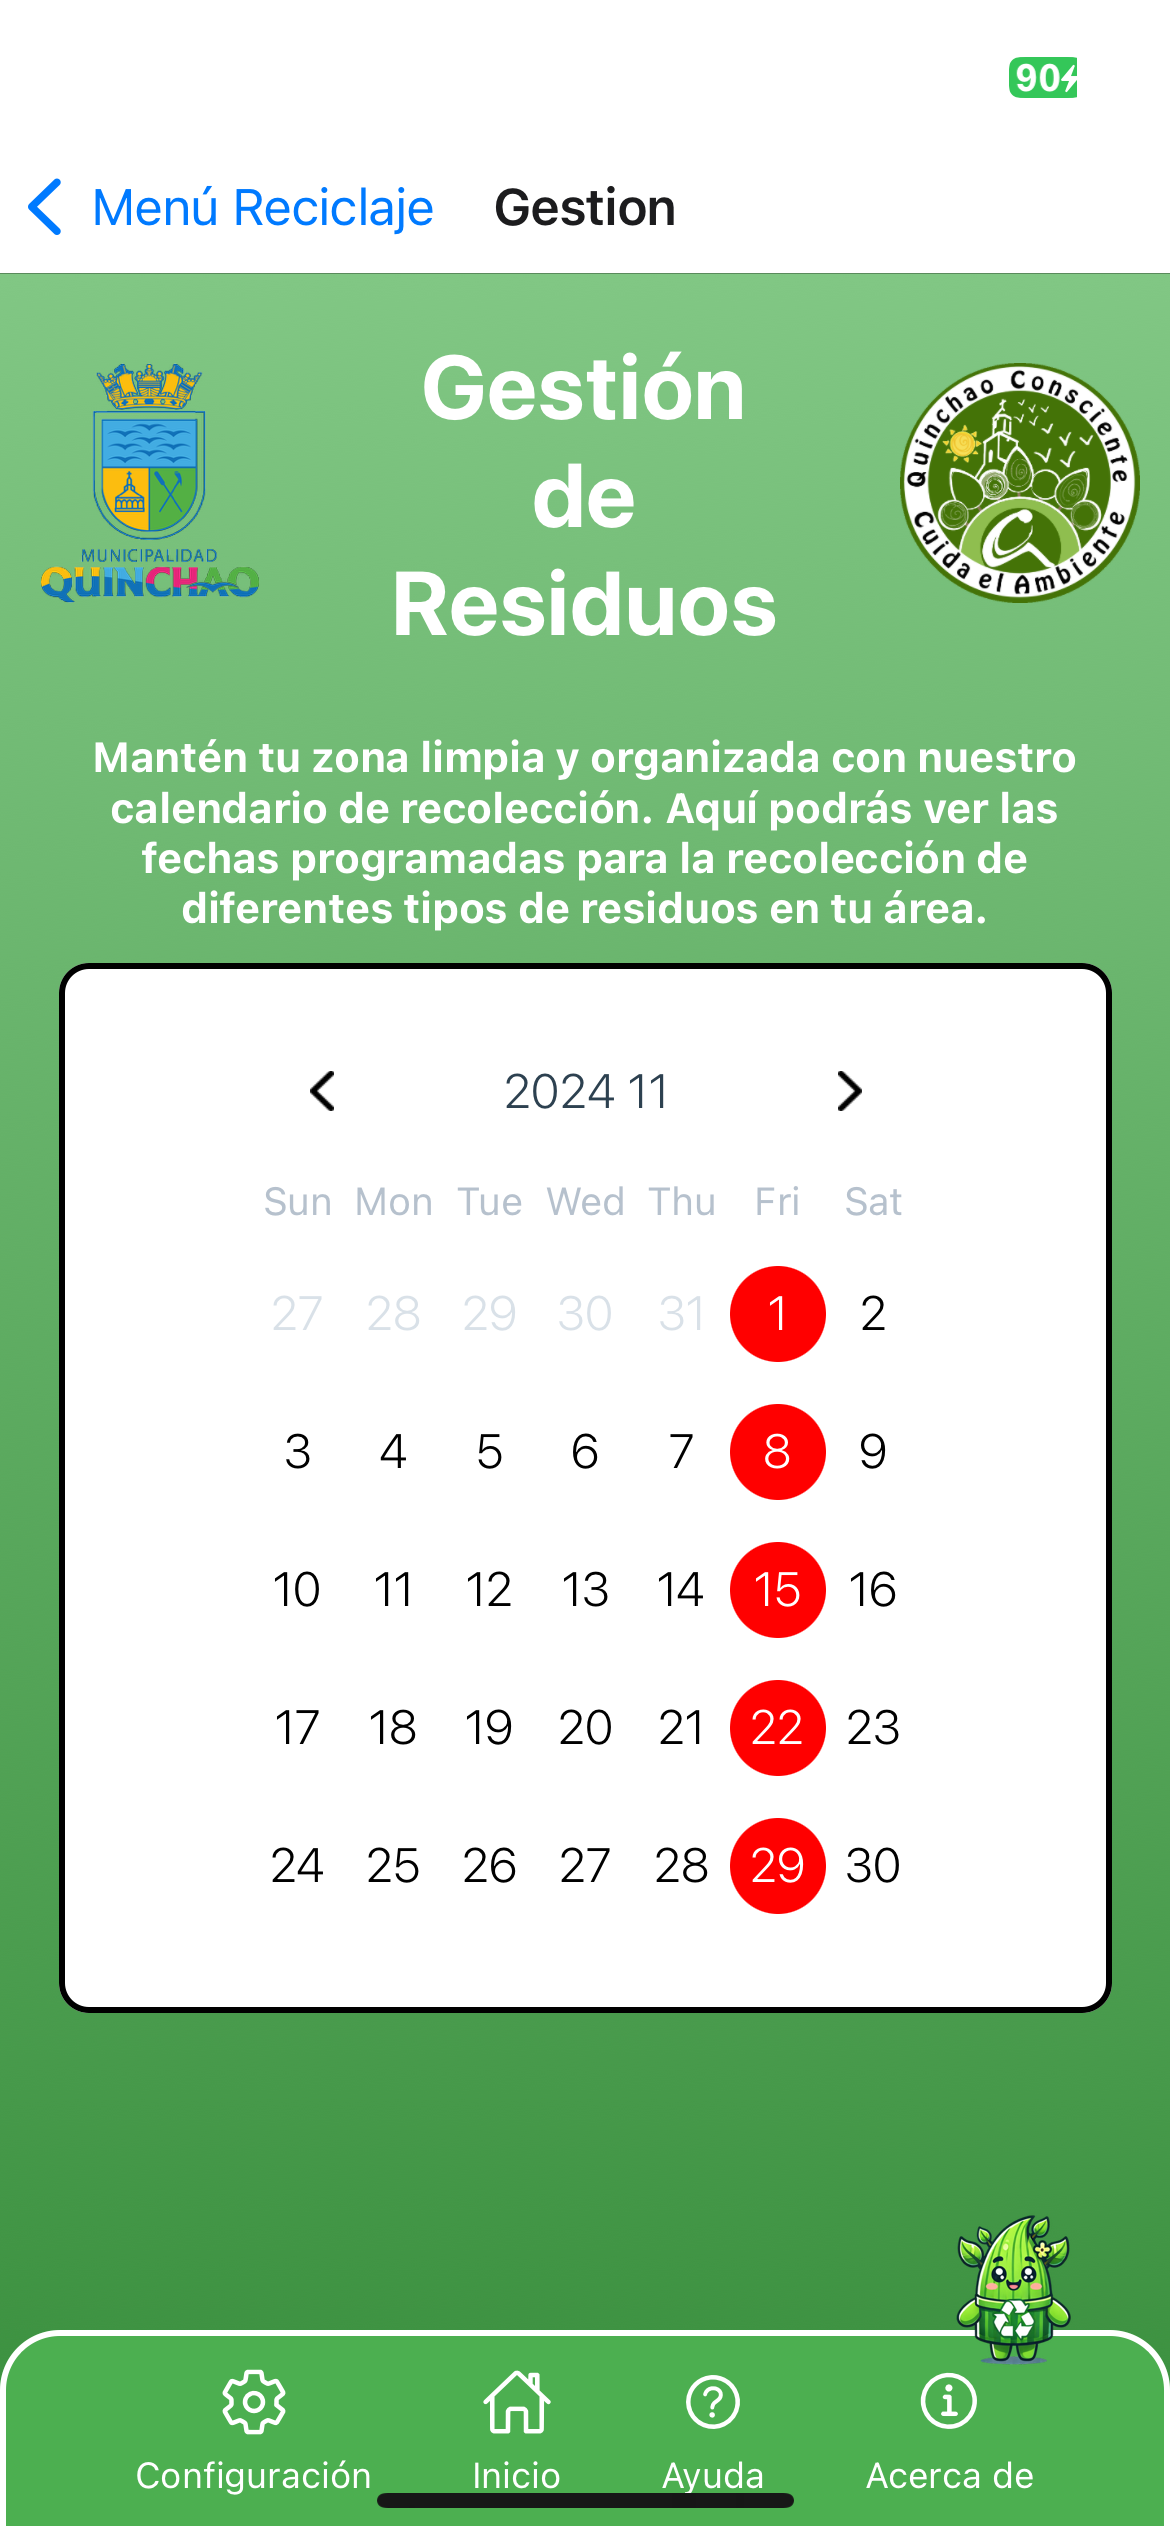 90
Menú Reciclaje
Gestion
Gestión
de
Residuos
MUNICIPALIDAD
QUINCHAO
Quinchao Consciente
Cuida el Ambiente
Mantén tu zona limpia y organizada con nuestro
calendario de recolección. Aquí podrás ver las
fechas programadas para la recolección de
diferentes tipos de residuos en tu área.
2024 11
Sun Mon Tue Wed Thu Fri Sat
27 28 29 30 31 1 2
3 4 5 6 7 8 9
10 11 12 13 14 15 16
17 18 19 20 21 22 23
24 25 26 27 28 29 30
Configuración Inicio Ayuda Acerca de